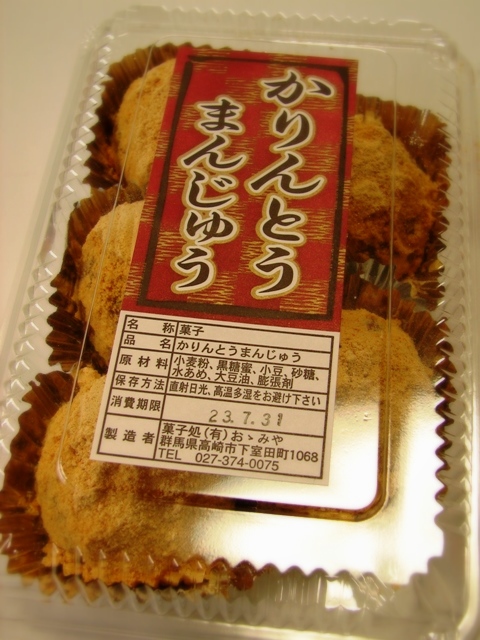 かりんとう
まんじゅう
名称 菓子
品名 かりんとうまんじゅう
原材料 小麦粉、黒糖蜜、小豆、砂糖、
水あめ、大豆油、膨張剤
保存方法 直射日光、高温多湿をお避け下さい
消費期限 23.7.31
製造者 菓子処(有)おゝみや
群馬県高崎市下室田町1068
TEL 027-374-0075